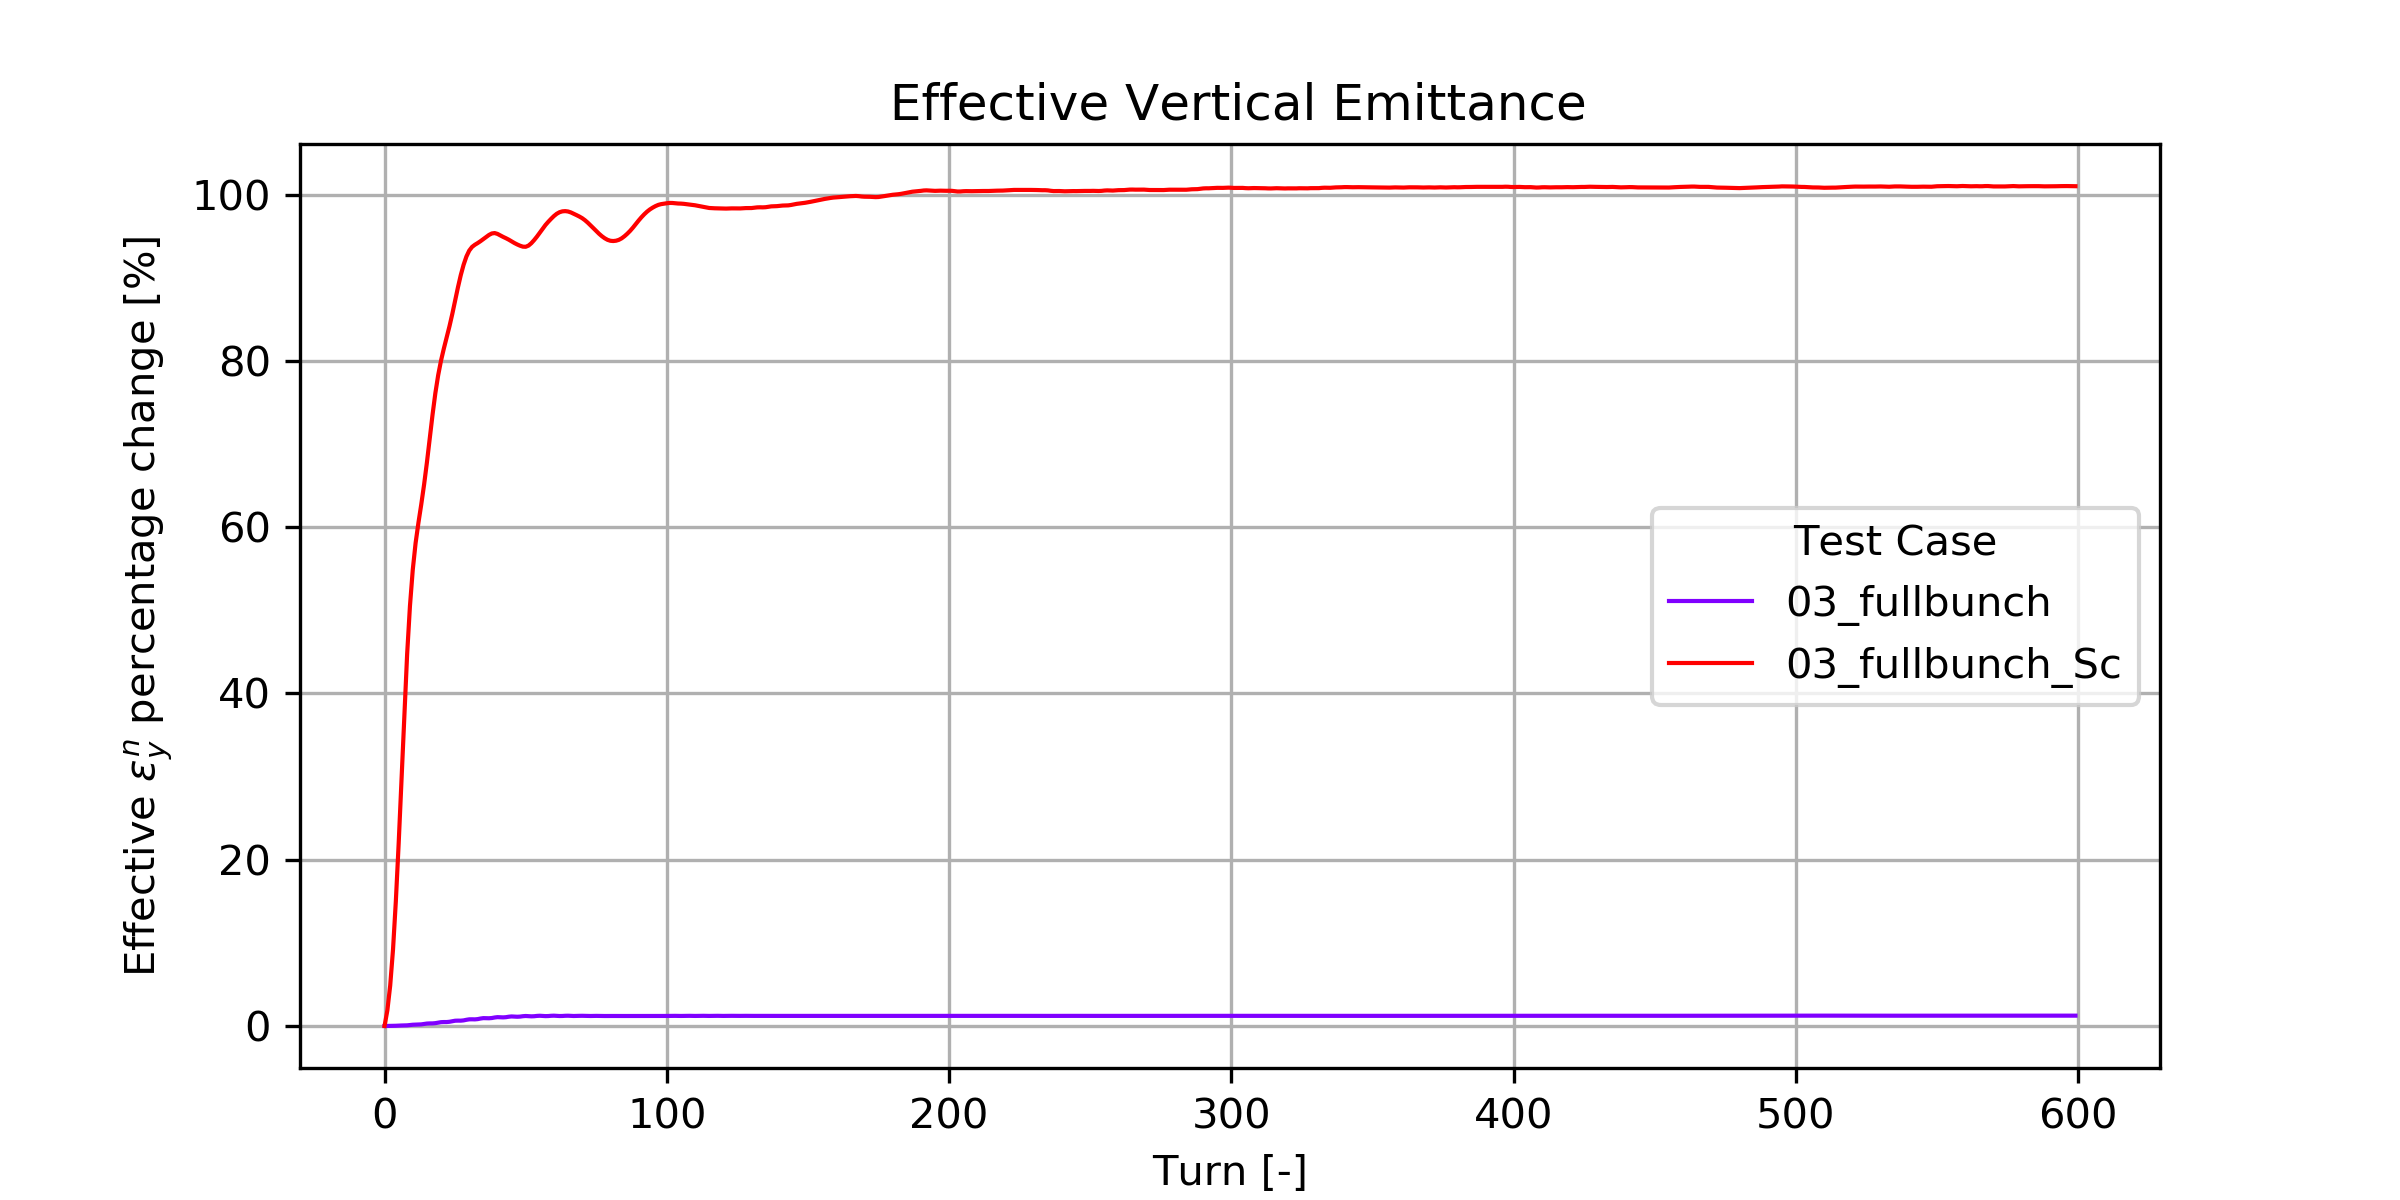 Effective Vertical Emittance
Effective εⁿ_y percentage change [%]
100
80
60
40
20
0
Test Case
03_fullbunch
03_fullbunch_Sc
0 100 200 300 400 500 600
Turn [-]